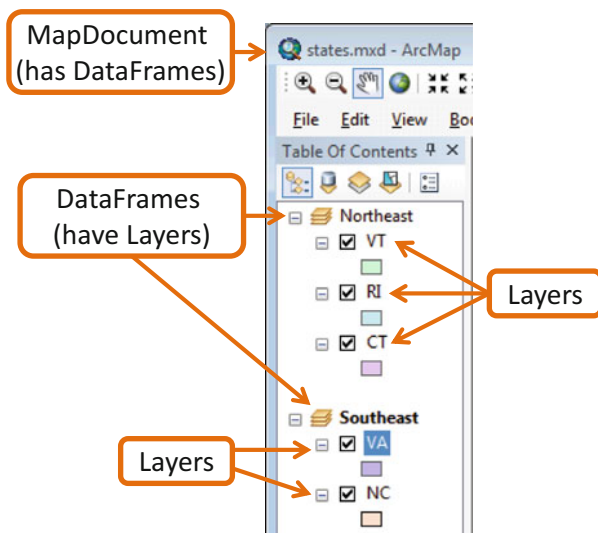 MapDocument
(has DataFrames)
states.mxd - ArcMap
File Edit View
Table Of Contents
DataFrames
(have Layers)
Northeast
VT
RI
Layers
CT
Southeast
VA
Layers
NC